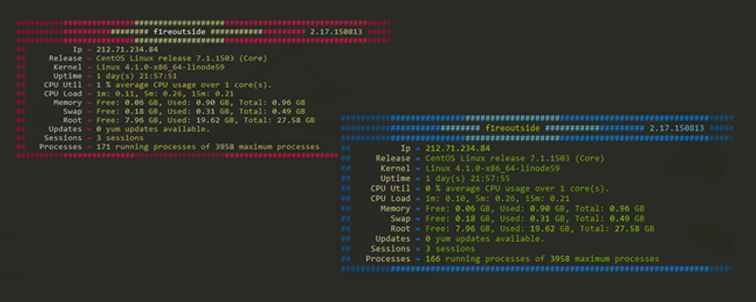 ###################################################################################
######################## f1reoutside ###################### 2.17.150813
###################################################################################
## Ip = 212.71.234.84
## Release = CentOS Linux release 7.1.1503 (Core)
## Kernel = Linux 4.1.0-x86_64-linode59
## Uptime = 1 day(s) 21:57:51
## CPU Util = 1 % average CPU usage over 1 core(s).
## CPU Load = 1m: 0.11, 5m: 0.26, 15m: 0.21
## Memory = Free: 0.06 GB, Used: 0.90 GB, Total: 0.96 GB
## Swap = Free: 0.18 GB, Used: 0.31 GB, Total: 0.49 GB
## Root = Free: 7.96 GB, Used: 19.62 GB, Total: 27.58 GB
## Updates = 0 yum updates available.
## Sessions = 3 sessions
## Processes = 171 running processes of 3958 maximum processes
###################################################################################
###################################################################################
######################## f1reoutside ###################### 2.17.150813
###################################################################################
## Ip = 212.71.234.84
## Release = CentOS Linux release 7.1.1503 (Core)
## Kernel = Linux 4.1.0-x86_64-linode59
## Uptime = 1 day(s) 21:57:55
## CPU Util = 0 % average CPU usage over 1 core(s).
## CPU Load = 1m: 0.10, 5m: 0.26, 15m: 0.21
## Memory = Free: 0.06 GB, Used: 0.90 GB, Total: 0.96 GB
## Swap = Free: 0.18 GB, Used: 0.31 GB, Total: 0.49 GB
## Root = Free: 7.96 GB, Used: 19.62 GB, Total: 27.58 GB
## Updates = 0 yum updates available.
## Sessions = 3 sessions
## Processes = 166 running processes of 3958 maximum processes
###################################################################################